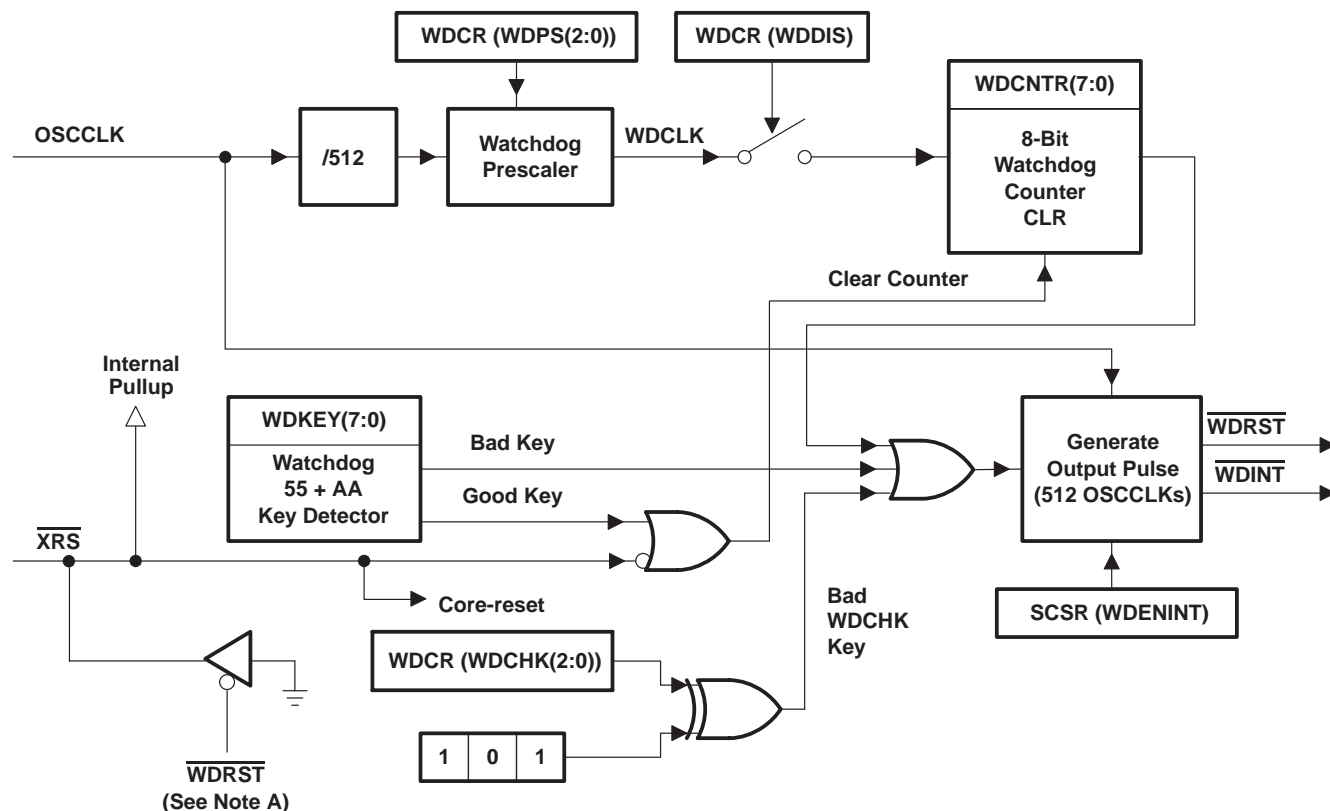 WDCR (WDPS(2:0))
WDCR (WDDIS)
WDCNTR(7:0)
OSCCLK
/512
Watchdog
Prescaler
WDCLK
8-Bit
Watchdog
Counter
CLR
Clear Counter
Internal
Pullup
WDKEY(7:0)
Watchdog
55 + AA
Key Detector
Bad Key
Good Key
Generate
Output Pulse
(512 OSCCLKs)
WDRST
WDINT
XRS
Core-reset
Bad
WDCHK
Key
SCSR (WDENINT)
WDCR (WDCHK(2:0))
1 0 1
WDRST
(See Note A)